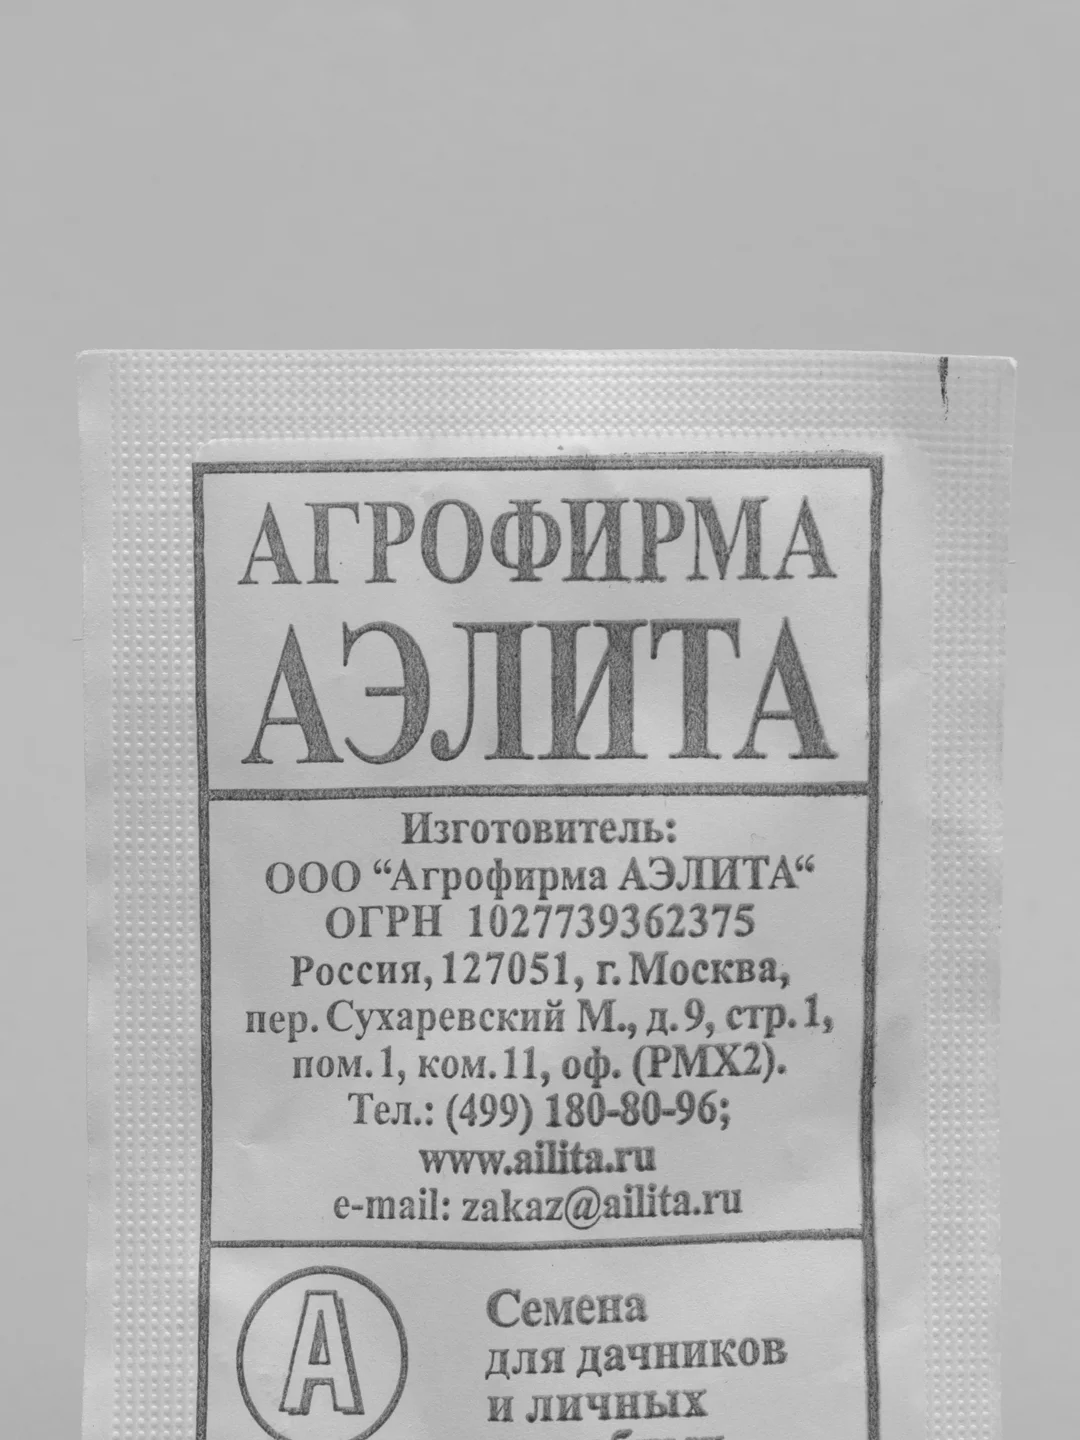 АГРОФИРМА
АЭЛИТА
Изготовитель:
ООО “Агрофирма АЭЛИТА“
ОГРН 1027739362375
Россия, 127051, г. Москва,
пер. Сухаревский М., д. 9, стр. 1,
пом. 1, ком. 11, оф. (РМХ2).
Тел.: (499) 180-80-96;
www.ailita.ru
e-mail: zakaz@ailita.ru
А
Семена
для дачников
и личных